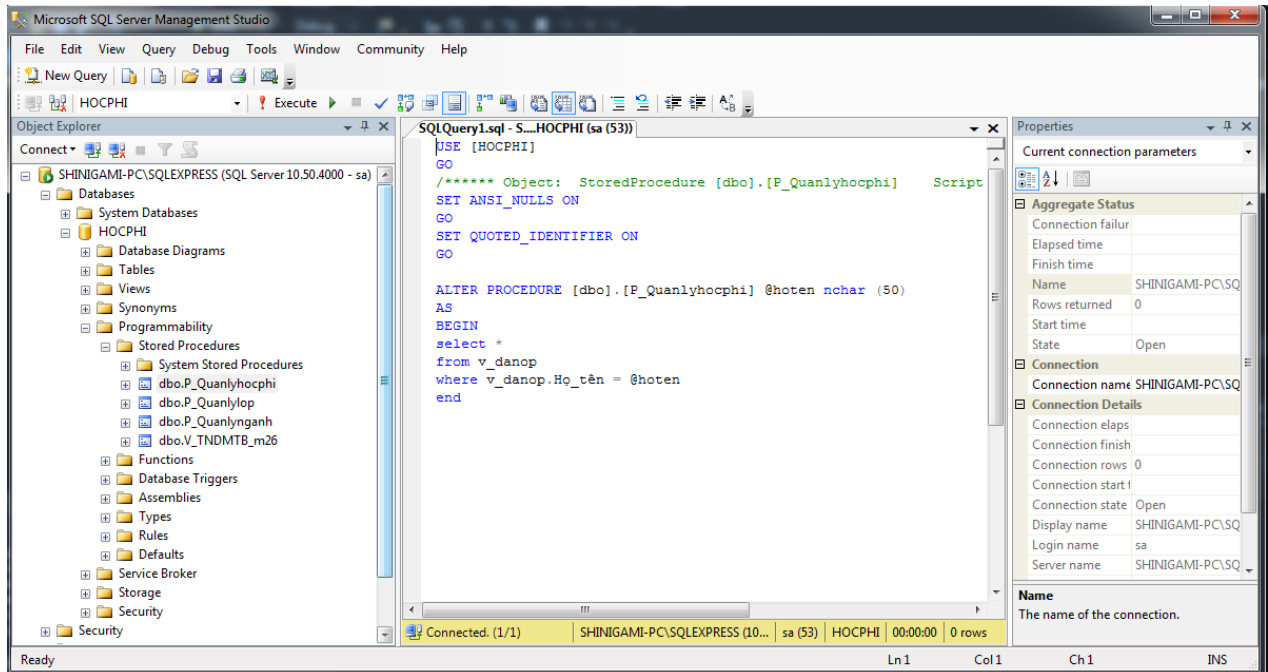 Microsoft SQL Server Management Studio
File Edit View Query Debug Tools Window Community Help
New Query
HOCPHI Execute
Object Explorer
Connect
SHINIGAMI-PC\SQLEXPRESS (SQL Server 10.50.4000 - sa)
Databases
System Databases
HOCPHI
Database Diagrams
Tables
Views
Synonyms
Programmability
Stored Procedures
System Stored Procedures
dbo.P_Quanlyhocphi
dbo.P_Quanlylop
dbo.P_Quanlynganh
dbo.V_TNDMTB_m26
Functions
Database Triggers
Assemblies
Types
Rules
Defaults
Service Broker
Storage
Security
Security
SQLQuery1.sql - S....HOCPHI (sa (53))
USE [HOCPHI]
GO
/****** Object: StoredProcedure [dbo].[P_Quanlyhocphi] Script
SET ANSI_NULLS ON
GO
SET QUOTED_IDENTIFIER ON
GO
ALTER PROCEDURE [dbo].[P_Quanlyhocphi] @hoten nchar (50)
AS
BEGIN
select *
from v_danop
where v_danop.Họ_tên = @hoten
end
Connected. (1/1) SHINIGAMI-PC\SQLEXPRESS (10... sa (53) HOCPHI 00:00:00 0 rows
Properties
Current connection parameters
Aggregate Status
Connection failur
Elapsed time
Finish time
Name SHINIGAMI-PC\SQ
Rows returned 0
Start time
State Open
Connection
Connection name SHINIGAMI-PC\SQ
Connection Details
Connection elaps
Connection finish
Connection rows 0
Connection start t
Connection state Open
Display name SHINIGAMI-PC\SQ
Login name sa
Server name SHINIGAMI-PC\SQ
Name
The name of the connection.
Ready Ln 1 Col 1 Ch 1 INS